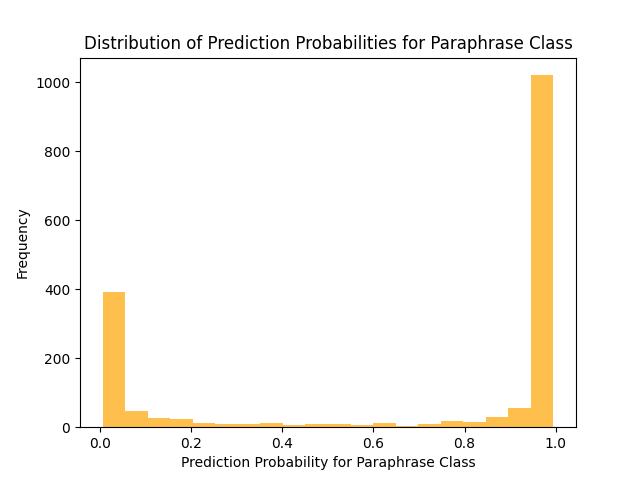 Distribution of Prediction Probabilities for Paraphrase Class
1000
800
600
400
200
0
Frequency
0.0 0.2 0.4 0.6 0.8 1.0
Prediction Probability for Paraphrase Class